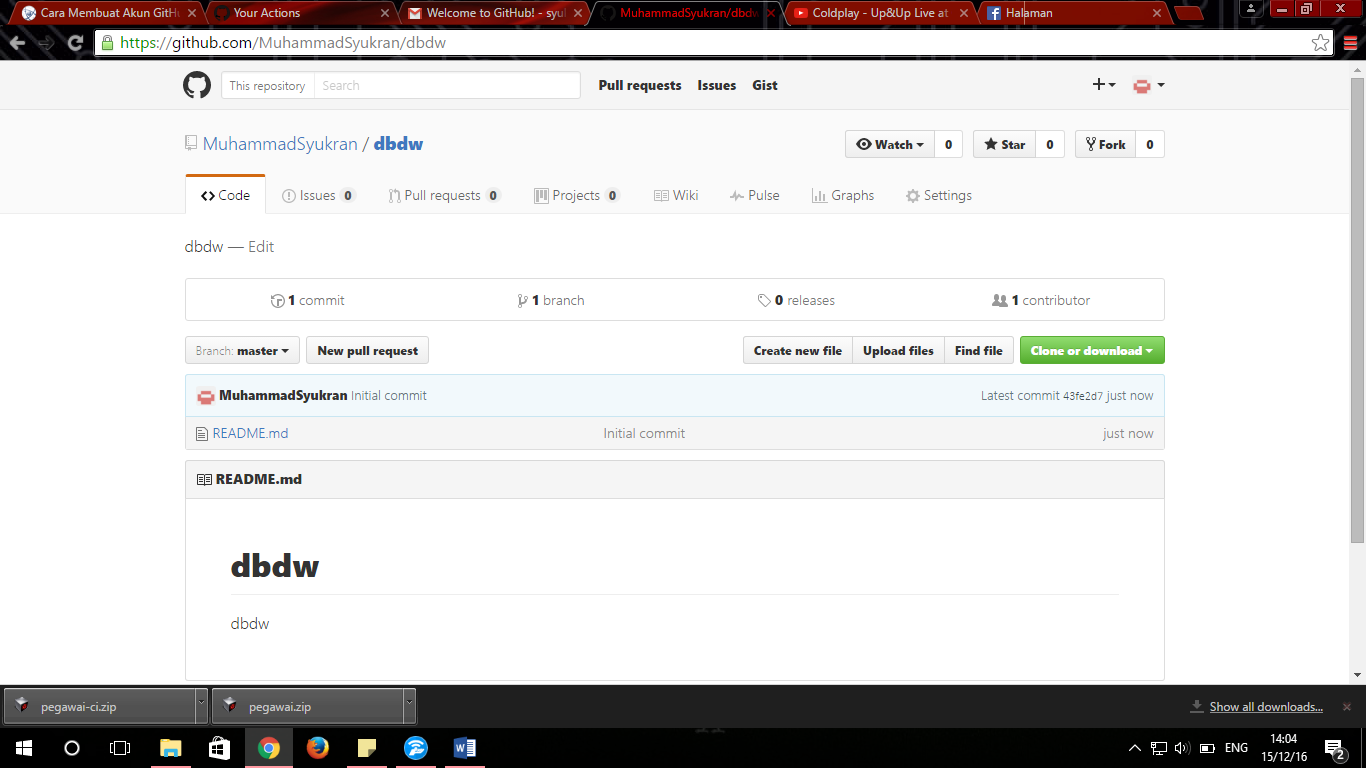 Cara Membuat Akun GitH
Your Actions
Welcome to GitHub! - syul
MuhammadSyukran/dbdw
Coldplay - Up&Up Live at
Halaman
https://github.com/MuhammadSyukran/dbdw
This repository
Search
Pull requests
Issues
Gist
MuhammadSyukran / dbdw
Watch 0
Star 0
Fork 0
Code
Issues 0
Pull requests 0
Projects 0
Wiki
Pulse
Graphs
Settings
dbdw — Edit
1 commit
1 branch
0 releases
1 contributor
Branch: master
New pull request
Create new file
Upload files
Find file
Clone or download
MuhammadSyukran Initial commit
Latest commit 43fe2d7 just now
README.md
Initial commit
just now
README.md
dbdw
dbdw
pegawai-ci.zip
pegawai.zip
Show all downloads...
ENG
14:04
15/12/16
2